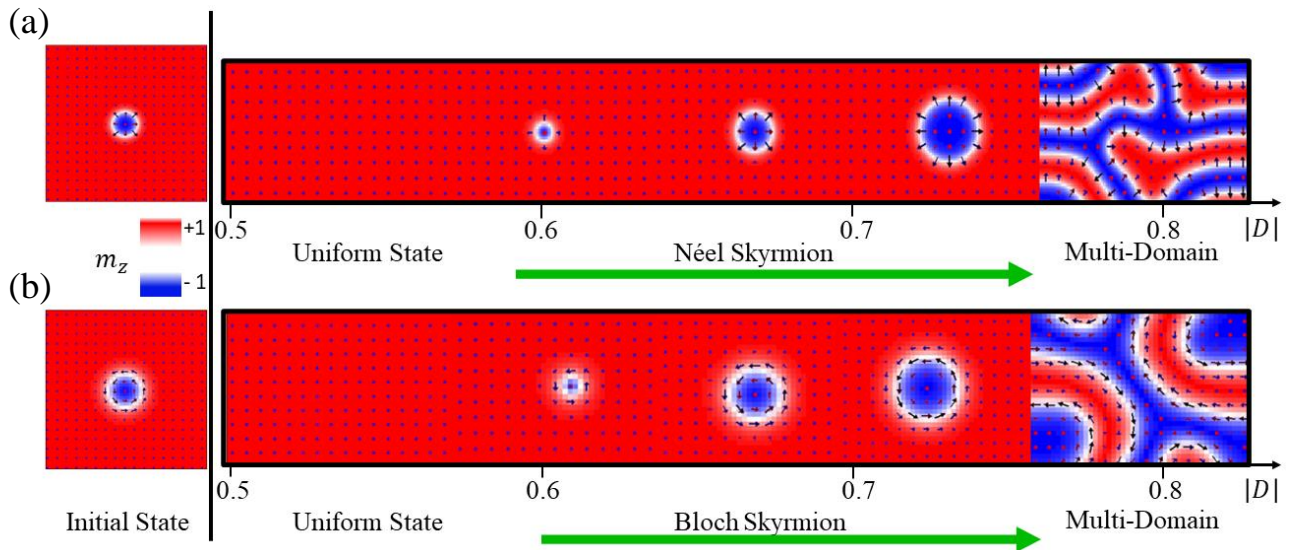 (a)
+1
m_z
- 1
0.5 0.6 0.7 0.8 |D|
Uniform State Néel Skyrmion Multi-Domain
(b)
0.5 0.6 0.7 0.8 |D|
Initial State Uniform State Bloch Skyrmion Multi-Domain